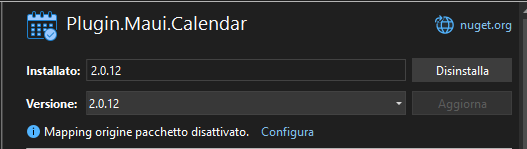 Plugin.Maui.Calendar
nuget.org
Installato: 2.0.12 Disinstalla
Versione: 2.0.12 Aggiorna
Mapping origine pacchetto disattivato. Configura